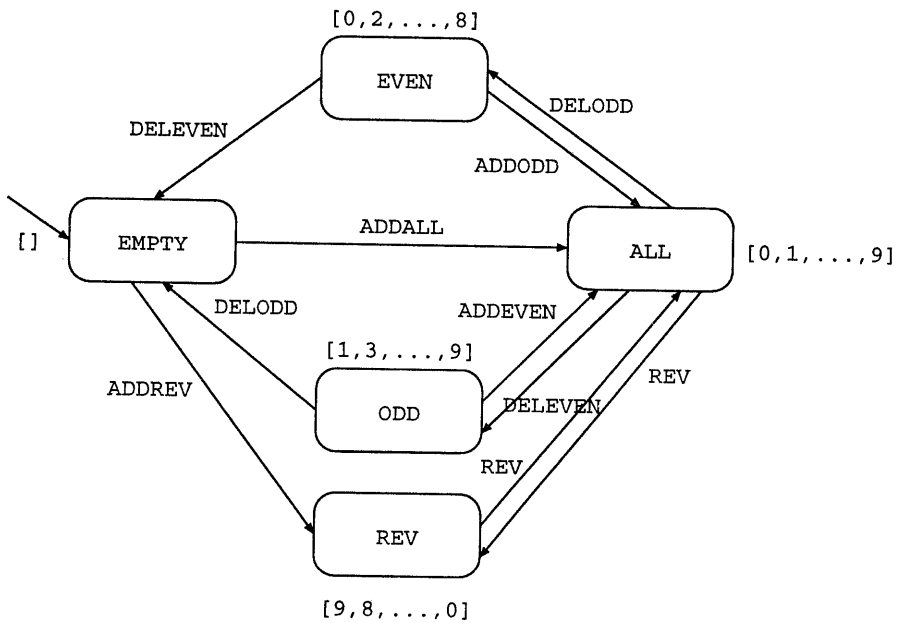 [0,2,...,8]
EVEN
DELODD
DELEVEN
ADDODD
[]
EMPTY
ADDALL
ALL
[0,1,...,9]
DELODD
ADDEVEN
[1,3,...,9]
ADDREV
ODD
DELEVEN
REV
REV
REV
[9,8,...,0]